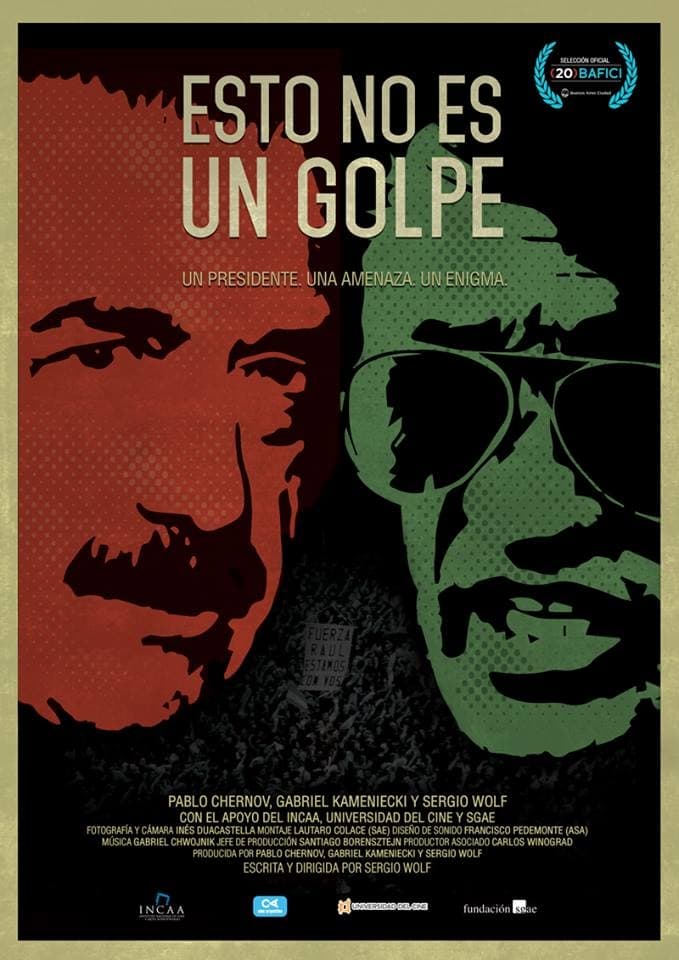 SELECCIÓN OFICIAL
(20) BAFICI
Buenos Aires Ciudad
ESTO NO ES
UN GOLPE
UN PRESIDENTE. UNA AMENAZA. UN ENIGMA.
FUERZA
RAUL
ESTAMOS
CON VOS
PABLO CHERNOV, GABRIEL KAMENIECKI Y SERGIO WOLF
CON EL APOYO DEL INCAA, UNIVERSIDAD DEL CINE Y SGAE
FOTOGRAFÍA Y CÁMARA INÉS DUACASTELLA MONTAJE LAUTARO COLACE (SAE) DISEÑO DE SONIDO FRANCISCO PEDEMONTE (ASA)
MÚSICA GABRIEL CHWOJNIK JEFE DE PRODUCCIÓN SANTIAGO BORENSZTEJN PRODUCTOR ASOCIADO CARLOS WINOGRAD
PRODUCIDA POR PABLO CHERNOV, GABRIEL KAMENIECKI Y SERGIO WOLF
ESCRITA Y DIRIGIDA POR SERGIO WOLF
INCAA
UNIVERSIDAD DEL CINE
fundación sgae